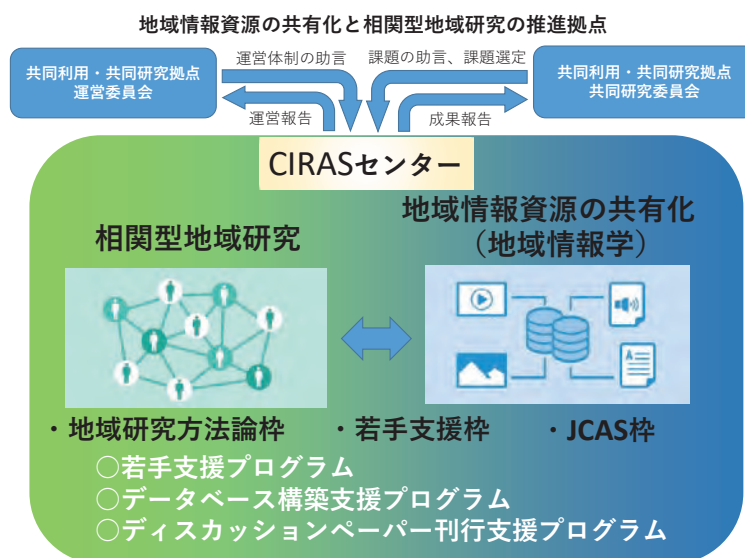 地域情報資源の共有化と相関型地域研究の推進拠点
共同利用・共同研究拠点
運営委員会
運営体制の助言
運営報告
課題の助言、課題選定
成果報告
共同利用・共同研究拠点
共同研究委員会
CIRASセンター
相関型地域研究
地域情報資源の共有化
（地域情報学）
A
・地域研究方法論枠
・若手支援枠
・JCAS枠
○若手支援プログラム
○データベース構築支援プログラム
○ディスカッションペーパー刊行支援プログラム